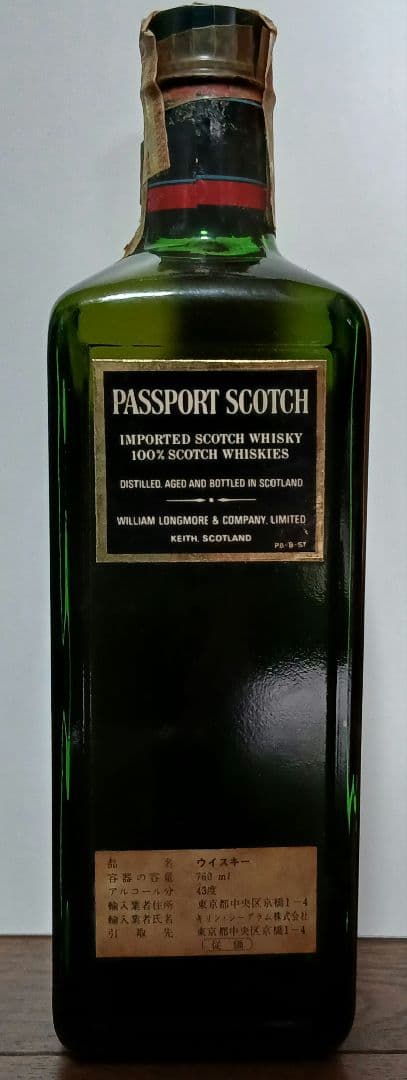 PASSPORT SCOTCH
IMPORTED SCOTCH WHISKY
100% SCOTCH WHISKIES
DISTILLED, AGED AND BOTTLED IN SCOTLAND
WILLIAM LONGMORE & COMPANY, LIMITED
KEITH, SCOTLAND
PB-B-ST
品名 ウイスキー
容器の容量 760 ml
アルコール分 43度
輸入業者住所 東京都中央区京橋1-4
輸入業者氏名 キリン・シーグラム株式会社
引取先 東京都中央区京橋1-4
(従価)